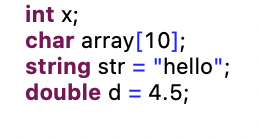 int x;
char array[10];
string str = "hello";
double d = 4.5;